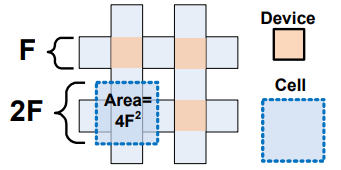 Device
F
Cell
2F
Area=
4F²